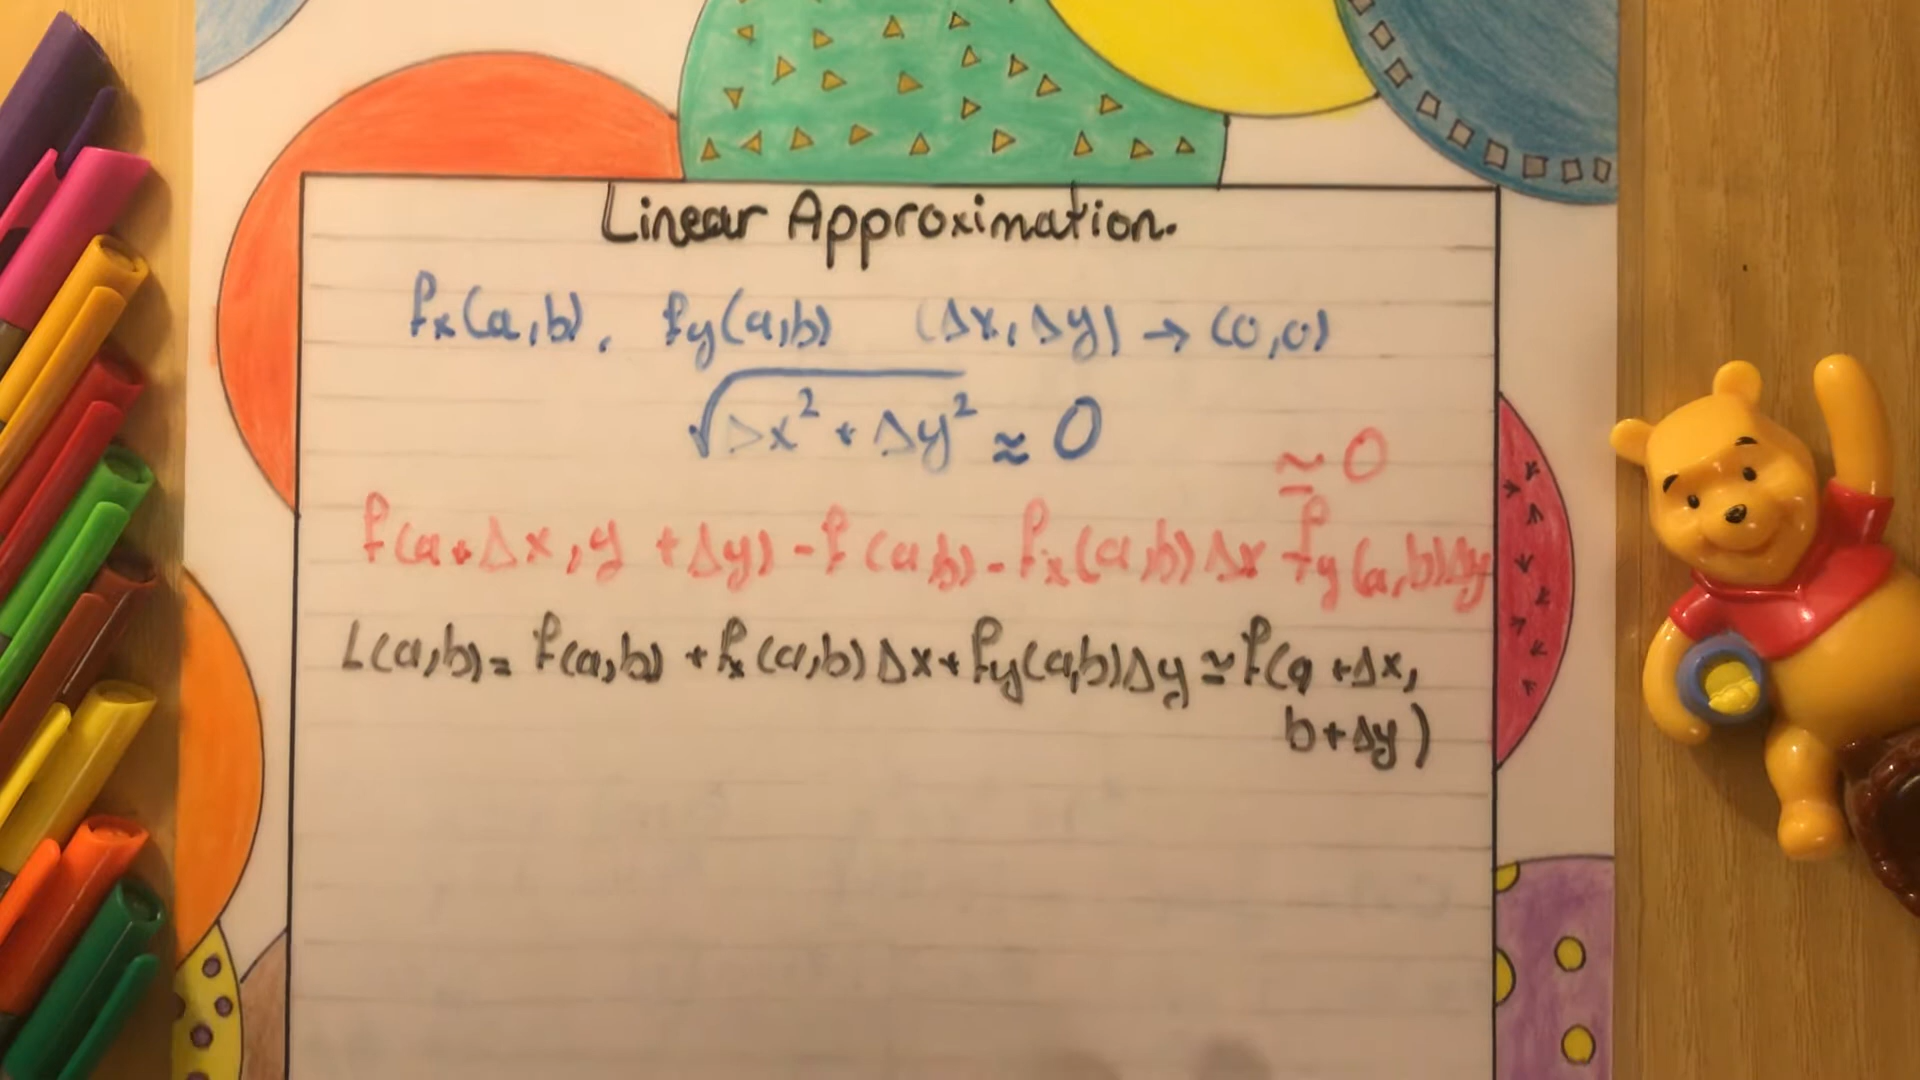 Linear Approximation.
fx(a,b), fy(a,b) (Δx,Δy) → (0,0)
√(Δx² + Δy²) ≈ 0
≃ 0
f(a+Δx, y +Δy) - f(a,b) - fx(a,b)Δx - fy(a,b)Δy
L(a,b) = f(a,b) + fx(a,b)Δx + fy(a,b)Δy ≃ f(a +Δx,
b+Δy)